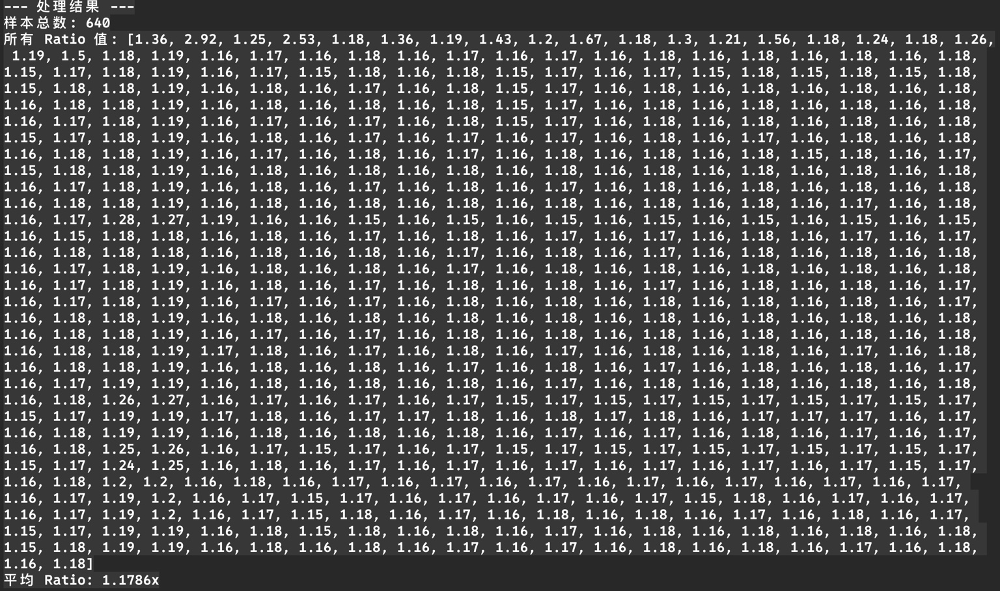 --- 处理结果 ---
样本总数: 640
所有 Ratio 值: [1.36, 2.92, 1.25, 2.53, 1.18, 1.36, 1.19, 1.43, 1.2, 1.67, 1.18, 1.3, 1.21, 1.56, 1.18, 1.24, 1.18, 1.26,
1.19, 1.5, 1.18, 1.19, 1.16, 1.17, 1.16, 1.18, 1.16, 1.17, 1.16, 1.17, 1.16, 1.18, 1.16, 1.18, 1.16, 1.18, 1.16, 1.18,
1.15, 1.17, 1.18, 1.19, 1.16, 1.17, 1.15, 1.18, 1.16, 1.18, 1.15, 1.17, 1.16, 1.17, 1.15, 1.18, 1.15, 1.18, 1.15, 1.18,
1.15, 1.18, 1.18, 1.19, 1.16, 1.18, 1.16, 1.17, 1.16, 1.18, 1.15, 1.17, 1.16, 1.18, 1.16, 1.18, 1.16, 1.18, 1.16, 1.18,
1.16, 1.18, 1.18, 1.19, 1.16, 1.18, 1.16, 1.18, 1.16, 1.18, 1.15, 1.17, 1.16, 1.18, 1.16, 1.18, 1.16, 1.18, 1.16, 1.18,
1.16, 1.17, 1.18, 1.19, 1.16, 1.17, 1.16, 1.17, 1.16, 1.18, 1.15, 1.17, 1.16, 1.18, 1.16, 1.18, 1.16, 1.18, 1.16, 1.18,
1.15, 1.17, 1.18, 1.19, 1.16, 1.18, 1.16, 1.17, 1.16, 1.17, 1.16, 1.17, 1.16, 1.18, 1.16, 1.17, 1.16, 1.18, 1.16, 1.18,
1.16, 1.18, 1.18, 1.19, 1.16, 1.17, 1.16, 1.18, 1.16, 1.17, 1.16, 1.18, 1.16, 1.18, 1.16, 1.18, 1.15, 1.18, 1.16, 1.17,
1.15, 1.18, 1.18, 1.19, 1.16, 1.18, 1.16, 1.18, 1.16, 1.18, 1.16, 1.18, 1.16, 1.18, 1.16, 1.18, 1.16, 1.18, 1.16, 1.18,
1.16, 1.17, 1.18, 1.19, 1.16, 1.18, 1.16, 1.17, 1.16, 1.18, 1.16, 1.17, 1.16, 1.18, 1.16, 1.18, 1.16, 1.18, 1.16, 1.18,
1.16, 1.18, 1.18, 1.19, 1.16, 1.18, 1.16, 1.18, 1.16, 1.19, 1.16, 1.18, 1.16, 1.18, 1.16, 1.18, 1.16, 1.17, 1.16, 1.18,
1.16, 1.17, 1.28, 1.27, 1.19, 1.16, 1.16, 1.15, 1.16, 1.15, 1.16, 1.15, 1.16, 1.15, 1.16, 1.15, 1.16, 1.15, 1.16, 1.15,
1.16, 1.15, 1.18, 1.18, 1.16, 1.18, 1.16, 1.17, 1.16, 1.18, 1.16, 1.17, 1.16, 1.17, 1.16, 1.18, 1.16, 1.17, 1.16, 1.17,
1.16, 1.18, 1.18, 1.18, 1.16, 1.18, 1.16, 1.18, 1.16, 1.17, 1.16, 1.18, 1.16, 1.17, 1.16, 1.18, 1.16, 1.18, 1.16, 1.18,
1.16, 1.17, 1.18, 1.19, 1.16, 1.18, 1.16, 1.18, 1.16, 1.17, 1.16, 1.18, 1.16, 1.18, 1.16, 1.18, 1.16, 1.18, 1.16, 1.18,
1.16, 1.17, 1.18, 1.19, 1.16, 1.18, 1.16, 1.17, 1.16, 1.18, 1.16, 1.18, 1.16, 1.17, 1.16, 1.18, 1.16, 1.18, 1.16, 1.17,
1.16, 1.17, 1.18, 1.19, 1.16, 1.17, 1.16, 1.17, 1.16, 1.18, 1.16, 1.18, 1.16, 1.18, 1.16, 1.18, 1.16, 1.18, 1.16, 1.17,
1.16, 1.18, 1.18, 1.19, 1.16, 1.18, 1.16, 1.18, 1.16, 1.18, 1.16, 1.18, 1.16, 1.18, 1.16, 1.18, 1.16, 1.18, 1.16, 1.18,
1.16, 1.18, 1.18, 1.19, 1.16, 1.17, 1.16, 1.17, 1.16, 1.18, 1.16, 1.18, 1.16, 1.18, 1.16, 1.18, 1.16, 1.18, 1.16, 1.18,
1.16, 1.18, 1.18, 1.19, 1.17, 1.18, 1.16, 1.17, 1.16, 1.18, 1.16, 1.17, 1.16, 1.18, 1.16, 1.18, 1.16, 1.17, 1.16, 1.18,
1.16, 1.18, 1.18, 1.19, 1.16, 1.18, 1.16, 1.18, 1.16, 1.17, 1.16, 1.18, 1.16, 1.17, 1.16, 1.18, 1.16, 1.18, 1.16, 1.17,
1.16, 1.17, 1.19, 1.19, 1.16, 1.18, 1.16, 1.18, 1.16, 1.18, 1.16, 1.17, 1.16, 1.18, 1.16, 1.18, 1.16, 1.18, 1.16, 1.18,
1.16, 1.18, 1.26, 1.27, 1.16, 1.17, 1.16, 1.17, 1.16, 1.17, 1.15, 1.17, 1.15, 1.17, 1.15, 1.17, 1.15, 1.17, 1.15, 1.17,
1.15, 1.17, 1.19, 1.19, 1.17, 1.18, 1.16, 1.17, 1.17, 1.18, 1.16, 1.18, 1.17, 1.18, 1.16, 1.17, 1.17, 1.17, 1.16, 1.17,
1.16, 1.18, 1.19, 1.19, 1.16, 1.18, 1.16, 1.18, 1.16, 1.18, 1.16, 1.17, 1.16, 1.17, 1.16, 1.18, 1.16, 1.17, 1.16, 1.17,
1.16, 1.18, 1.25, 1.26, 1.16, 1.17, 1.15, 1.17, 1.16, 1.17, 1.15, 1.17, 1.15, 1.17, 1.15, 1.17, 1.15, 1.17, 1.15, 1.17,
1.15, 1.17, 1.24, 1.25, 1.16, 1.18, 1.16, 1.17, 1.16, 1.17, 1.16, 1.17, 1.16, 1.17, 1.16, 1.17, 1.16, 1.17, 1.15, 1.17,
1.16, 1.18, 1.2, 1.2, 1.16, 1.18, 1.16, 1.17, 1.16, 1.17, 1.16, 1.17, 1.16, 1.17, 1.16, 1.17, 1.16, 1.17, 1.16, 1.17,
1.16, 1.17, 1.19, 1.2, 1.16, 1.17, 1.15, 1.17, 1.16, 1.17, 1.16, 1.17, 1.16, 1.17, 1.15, 1.18, 1.16, 1.17, 1.16, 1.17,
1.16, 1.17, 1.19, 1.2, 1.16, 1.17, 1.15, 1.18, 1.16, 1.17, 1.16, 1.18, 1.16, 1.18, 1.16, 1.17, 1.16, 1.18, 1.16, 1.17,
1.15, 1.17, 1.19, 1.19, 1.16, 1.18, 1.15, 1.18, 1.16, 1.18, 1.16, 1.17, 1.16, 1.18, 1.16, 1.18, 1.16, 1.18, 1.16, 1.18,
1.15, 1.18, 1.19, 1.19, 1.16, 1.18, 1.16, 1.18, 1.16, 1.17, 1.16, 1.17, 1.16, 1.18, 1.16, 1.18, 1.16, 1.17, 1.16, 1.18,
1.16, 1.18]
平均 Ratio: 1.1786x